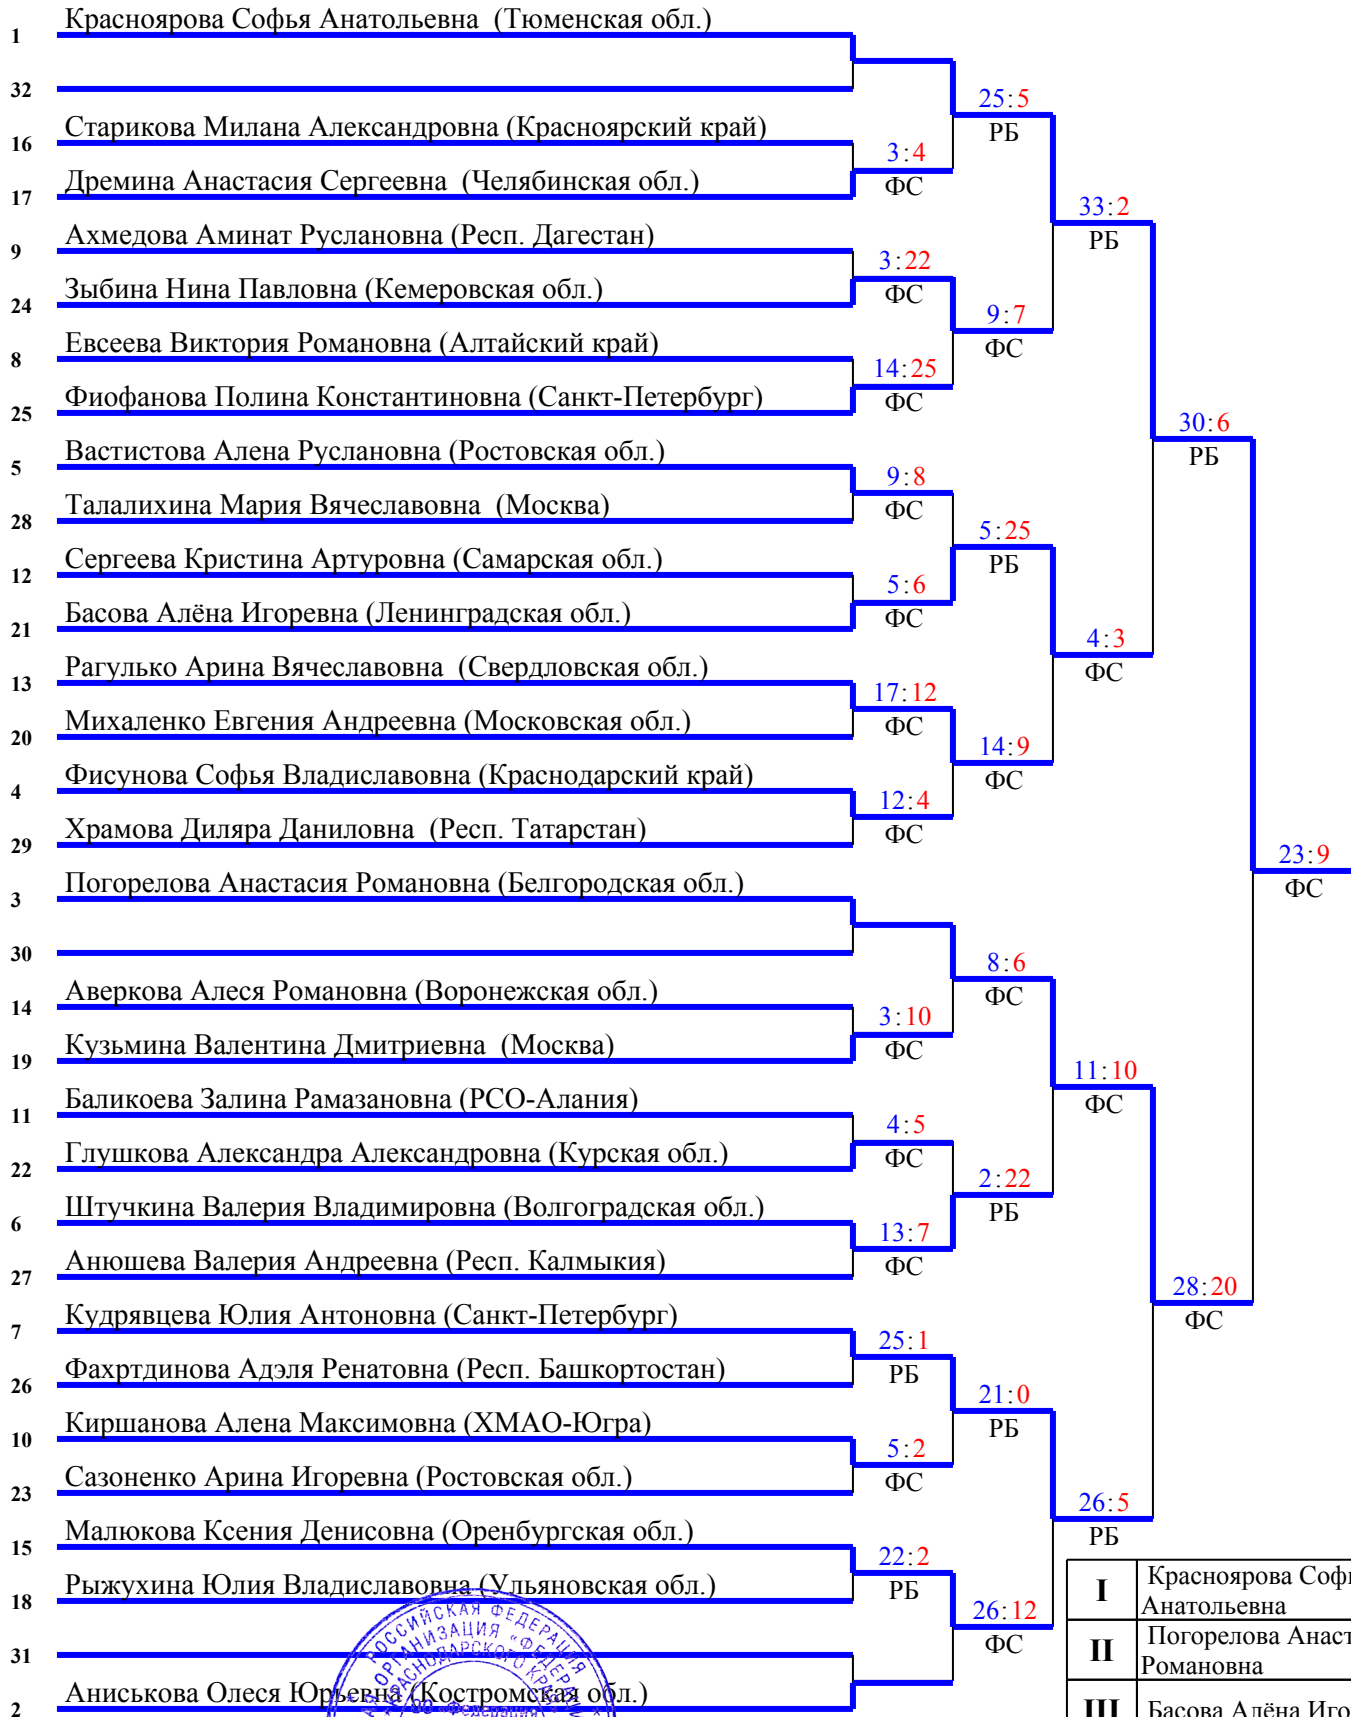 Красноярова Софья Анатольевна (Тюменская обл.)
1
32
25:5
РБ
Старикова Милана Александровна (Красноярский край)
16
3:4
ФС
Дремина Анастасия Сергеевна (Челябинская обл.)
17
33:2
РБ
Ахмедова Аминат Руслановна (Респ. Дагестан)
9
3:22
ФС
Зыбина Нина Павловна (Кемеровская обл.)
24
9:7
ФС
Евсеева Виктория Романовна (Алтайский край)
8
14:25
ФС
Фиофанова Полина Константиновна (Санкт-Петербург)
25
30:6
РБ
Вастистова Алена Руслановна (Ростовская обл.)
5
9:8
ФС
Талалихина Мария Вячеславовна (Москва)
28
5:25
РБ
Сергеева Кристина Артуровна (Самарская обл.)
12
5:6
ФС
Басова Алёна Игоревна (Ленинградская обл.)
21
4:3
ФС
Рагулько Арина Вячеславовна (Свердловская обл.)
13
17:12
ФС
Михаленко Евгения Андреевна (Московская обл.)
20
14:9
ФС
Фисунова Софья Владиславовна (Краснодарский край)
4
12:4
ФС
Храмова Диляра Даниловна (Респ. Татарстан)
29
23:9
ФС
Погорелова Анастасия Романовна (Белгородская обл.)
3
30
8:6
ФС
Аверкова Алеся Романовна (Воронежская обл.)
14
3:10
ФС
Кузьмина Валентина Дмитриевна (Москва)
19
11:10
ФС
Баликоева Залина Рамазановна (РСО-Алания)
11
4:5
ФС
Глушкова Александра Александровна (Курская обл.)
22
2:22
РБ
Штучкина Валерия Владимировна (Волгоградская обл.)
6
13:7
ФС
Анюшева Валерия Андреевна (Респ. Калмыкия)
27
28:20
ФС
Кудрявцева Юлия Антоновна (Санкт-Петербург)
7
25:1
РБ
Фахртдинова Адэля Ренатовна (Респ. Башкортостан)
26
21:0
РБ
Киршанова Алена Максимовна (ХМАО-Югра)
10
5:2
ФС
Сазоненко Арина Игоревна (Ростовская обл.)
23
26:5
РБ
Малюкова Ксения Денисовна (Оренбургская обл.)
15
22:2
РБ
Рыжухина Юлия Владиславовна (Ульяновская обл.)
18
26:12
ФС
31
Аниськова Олеся Юрьевна (Костромская обл.)
2
I Красноярова Софь
Анатольевна
II Погорелова Анаст
Романовна
III Басова Алёна Иго
РОССИЙСКАЯ ФЕДЕРАЦИЯ
ОРГАНИЗАЦИЯ «ФЕДЕРА
КРАСНОДАРСКОГО КРАЯ